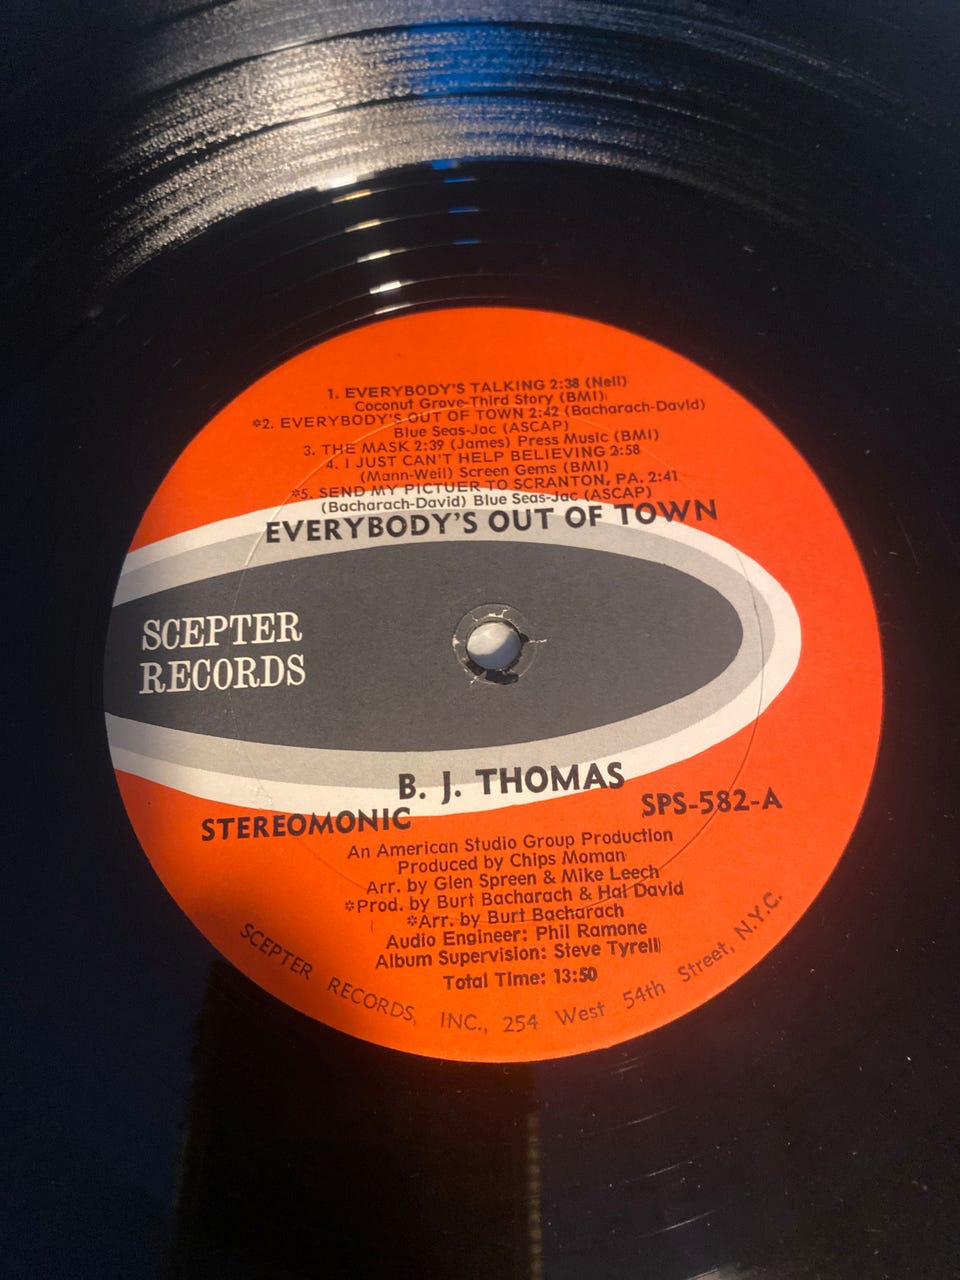 1. EVERYBODY'S TALKING 2:38 (Neil)
Coconut Grove-Third Story (BMI)
*2. EVERYBODY'S OUT OF TOWN 2:42 (Bacharach-David)
Blue Seas-Jac (ASCAP)
3. THE MASK 2:39 (James) Press Music (BMI)
4. I JUST CAN'T HELP BELIEVING 2:58
(Mann-Weil) Screen Gems (BMI)
*5. SEND MY PICTUER TO SCRANTON, PA. 2:41
(Bacharach-David) Blue Seas-Jac (ASCAP)
EVERYBODY'S OUT OF TOWN
SCEPTER
RECORDS
B. J. THOMAS
STEREOMONIC
SPS-582-A
An American Studio Group Production
Produced by Chips Moman
Arr. by Glen Spreen & Mike Leech
*Prod. by Burt Bacharach & Hal David
*Arr. by Burt Bacharach
Audio Engineer: Phil Ramone
Album Supervision: Steve Tyrell
Total Time: 13:50
SCEPTER RECORDS, INC., 254 West 54th Street, N.Y.C.